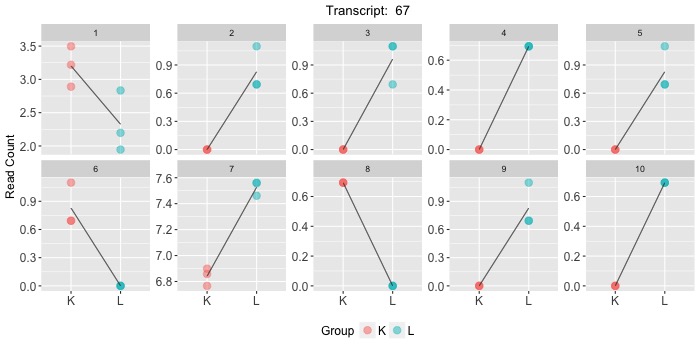 Transcript: 67
1 2 3 4 5
3.5 3.0 2.5 2.0
0.9 0.6 0.3 0.0
0.9 0.6 0.3 0.0
0.6 0.4 0.2 0.0
0.9 0.6 0.3 0.0
Read Count
6 7 8 9 10
0.9 0.6 0.3 0.0
7.6 7.2 7.0 6.8
0.6 0.4 0.2 0.0
0.9 0.6 0.3 0.0
0.6 0.4 0.2 0.0
K L K L K L K L K L
Group K L